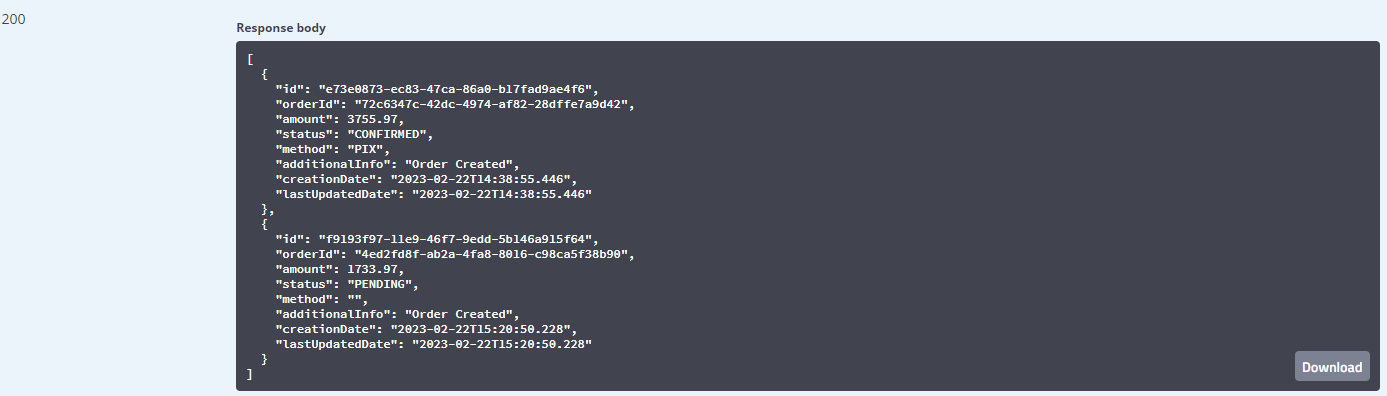 200
Response body
[
  {
    "id": "e73e0873-ec83-47ca-86a0-b17fad9ae4f6",
    "orderId": "72c6347c-42dc-4974-af82-28dffe7a9d42",
    "amount": 3755.97,
    "status": "CONFIRMED",
    "method": "PIX",
    "additionalInfo": "Order Created",
    "creationDate": "2023-02-22T14:38:55.446",
    "lastUpdatedDate": "2023-02-22T14:38:55.446"
  },
  {
    "id": "f9193f97-11e9-46f7-9edd-5b146a915f64",
    "orderId": "4ed2fd8f-ab2a-4fa8-8016-c98ca5f38b90",
    "amount": 1733.97,
    "status": "PENDING",
    "method": "",
    "additionalInfo": "Order Created",
    "creationDate": "2023-02-22T15:20:50.228",
    "lastUpdatedDate": "2023-02-22T15:20:50.228"
  }
]
Download